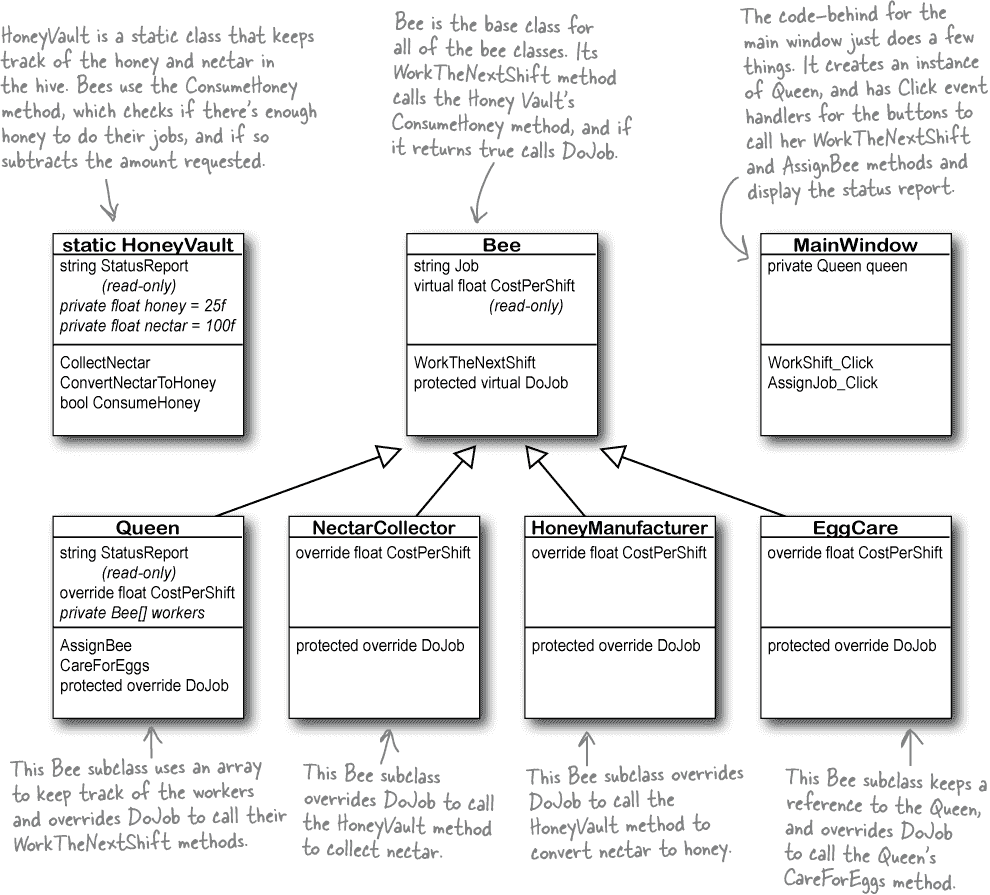 HoneyVault is a static class that keeps
track of the honey and nectar in
the hive. Bees use the ConsumeHoney
method, which checks if there's enough
honey to do their jobs, and if so
subtracts the amount requested.
Bee is the base class for
all of the bee classes. Its
WorkTheNextShift method
calls the Honey Vault's
ConsumeHoney method, and if
it returns true calls DoJob.
The code-behind for the
main window just does a few
things. It creates an instance
of Queen, and has Click event
handlers for the buttons to
call her WorkTheNextShift
and AssignBee methods and
display the status report.
static HoneyVault
string StatusReport
(read-only)
private float honey = 25f
private float nectar = 100f
CollectNectar
ConvertNectarToHoney
bool ConsumeHoney
Bee
string Job
virtual float CostPerShift
(read-only)
WorkTheNextShift
protected virtual DoJob
MainWindow
private Queen queen
WorkShift_Click
AssignJob_Click
Queen
string StatusReport
(read-only)
override float CostPerShift
private Bee[] workers
AssignBee
CareForEggs
protected override DoJob
NectarCollector
override float CostPerShift
protected override DoJob
HoneyManufacturer
override float CostPerShift
protected override DoJob
EggCare
override float CostPerShift
protected override DoJob
This Bee subclass uses an array
to keep track of the workers
and overrides DoJob to call their
WorkTheNextShift methods.
This Bee subclass
overrides DoJob to call
the HoneyVault method
to collect nectar.
This Bee subclass overrides
DoJob to call the
HoneyVault method to
convert nectar to honey.
This Bee subclass keeps a
reference to the Queen,
and overrides DoJob
to call the Queen's
CareForEggs method.